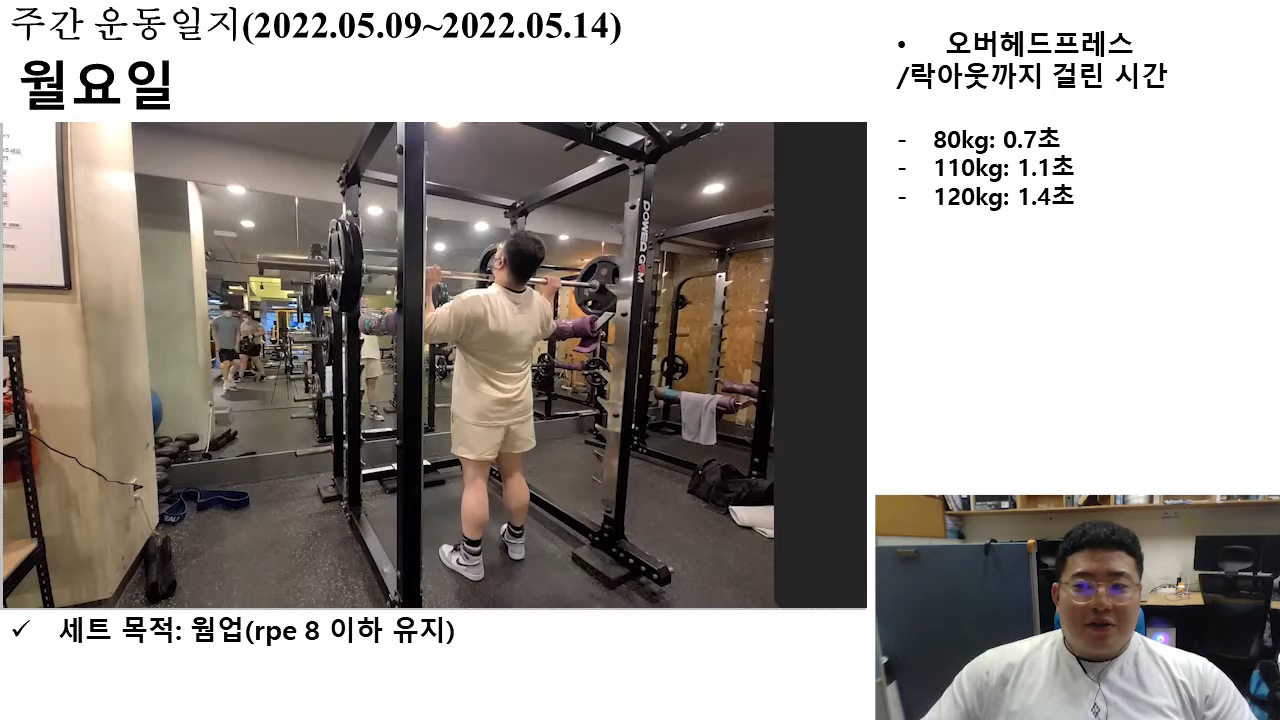 주간 운동일지(2022.05.09~2022.05.14)
월요일
• 오버헤드프레스
/락아웃까지 걸린 시간
- 80kg: 0.7초
- 110kg: 1.1초
- 120kg: 1.4초
POWER GYM
✓ 세트 목적: 웜업(rpe 8 이하 유지)